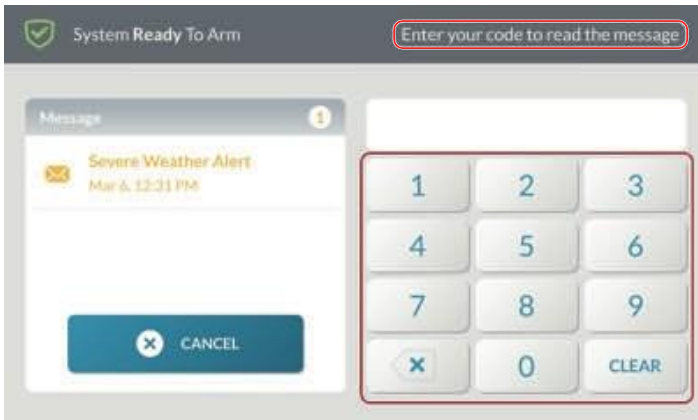 System Ready To Arm
Enter your code to read the message
Message 1
Severe Weather Alert
Mar 6, 12:31 PM
CANCEL
1 2 3
4 5 6
7 8 9
0 CLEAR